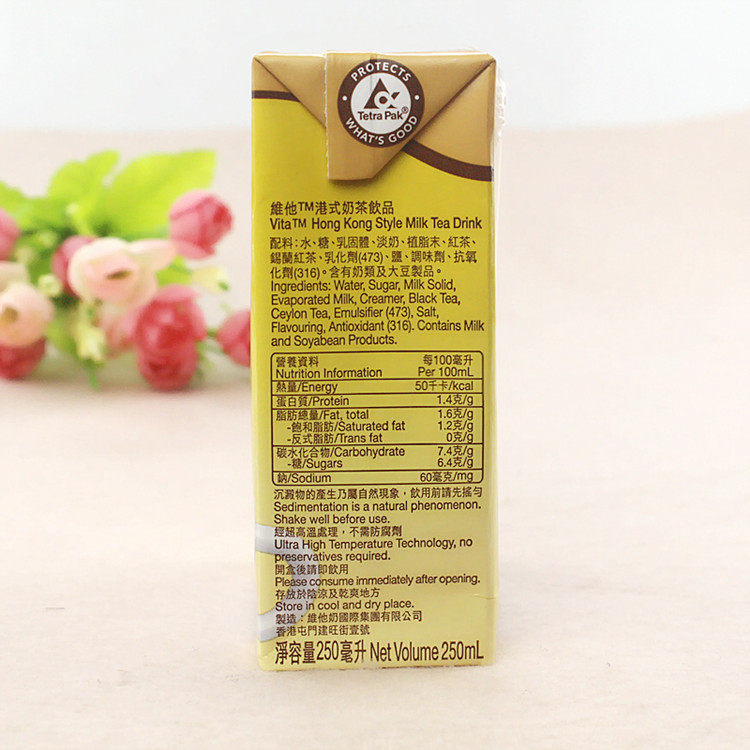 PROTECTS
Tetra Pak®
WHAT'S GOOD
維他™港式奶茶飲品
Vita™ Hong Kong Style Milk Tea Drink
配料:水、糖、乳固體、淡奶、植脂末、紅茶、
錫蘭紅茶、乳化劑(473)、鹽、調味劑、抗氧
化劑(316)。含有奶類及大豆製品。
Ingredients: Water, Sugar, Milk Solid,
Evaporated Milk, Creamer, Black Tea,
Ceylon Tea, Emulsifier (473), Salt,
Flavouring, Antioxidant (316). Contains Milk
and Soyabean Products.
營養資料 每100毫升
Nutrition Information Per 100mL
熱量/Energy 50千卡/kcal
蛋白質/Protein 1.4克/g
脂肪總量/Fat, total 1.6克/g
-飽和脂肪/Saturated fat 1.2克/g
-反式脂肪/Trans fat 0克/g
碳水化合物/Carbohydrate 7.4克/g
-糖/Sugars 6.4克/g
鈉/Sodium 60毫克/mg
沉澱物的產生乃屬自然現象,飲用前請先搖勻
Sedimentation is a natural phenomenon.
Shake well before use.
經超高溫處理,不需防腐劑
Ultra High Temperature Technology, no
preservatives required.
開盒後請即飲用
Please consume immediately after opening.
存放於陰涼及乾爽地方
Store in cool and dry place.
製造:維他奶國際集團有限公司
香港屯門建旺街壹號
淨容量250毫升 Net Volume 250mL